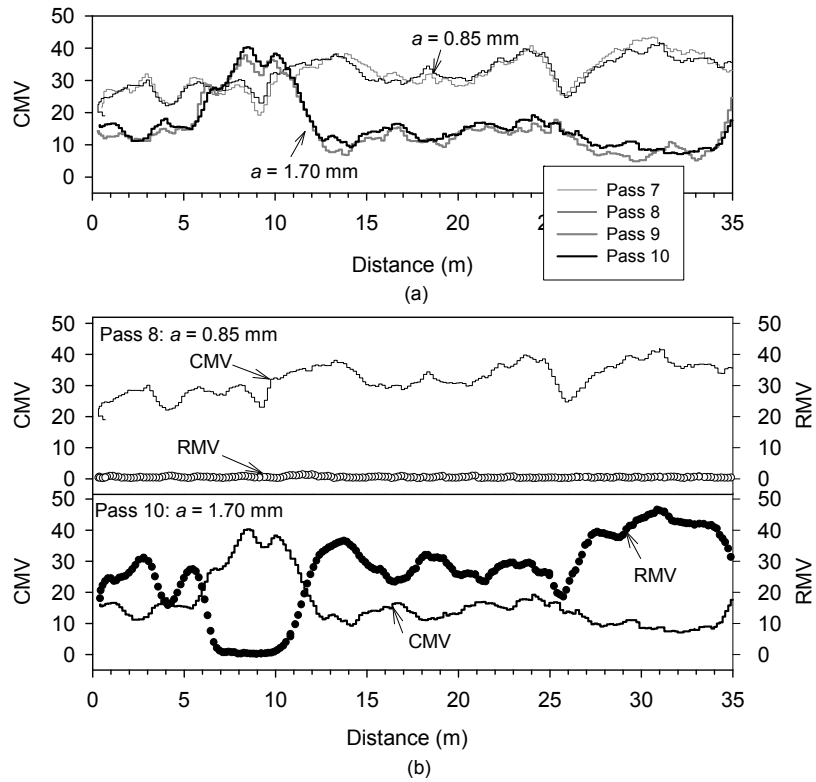 50
40
30
20
10
0
CMV
a = 0.85 mm
a = 1.70 mm
0 5 10 15 20 25 30 35
Distance (m)
Pass 7
Pass 8
Pass 9
Pass 10
(a)
Pass 8: a = 0.85 mm
50
40
30
20
10
0
CMV
CMV
RMV
50
40
30
20
10
0
RMV
Pass 10: a = 1.70 mm
50
40
30
20
10
0
CMV
RMV
CMV
50
40
30
20
10
0
RMV
0 5 10 15 20 25 30 35
Distance (m)
(b)